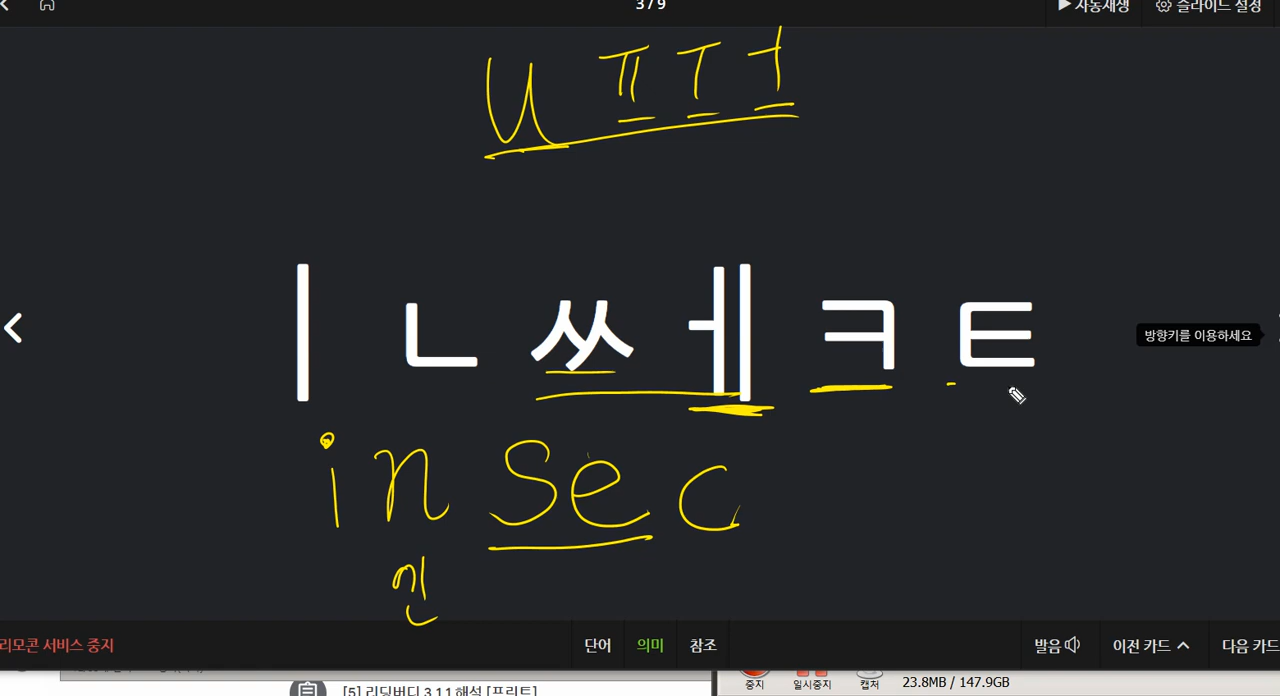 3/9
▶ 자동재생 슬라이드 설정
u ㅠ ㅜ ㅓ
ㅣ ㄴ ㅆ ㅔ ㅋ ㅌ
방향키를 이용하세요
in sec
인
리모콘 서비스 중지 단어 의미 참조 발음 이전 카드 다음 카드
[5] 리딩버디 3 1 1 해설 [프린트] 중지 일시중지 캡처 23.8MB / 147.9GB